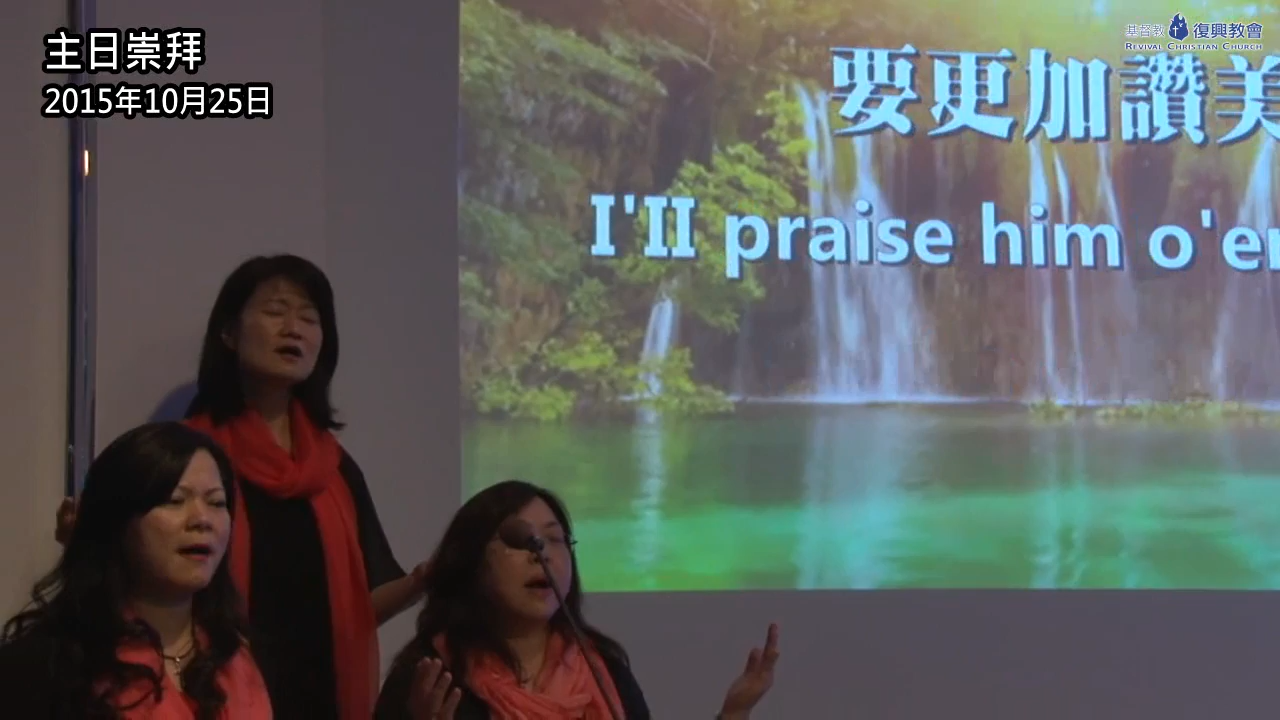 主日崇拜
2015年10月25日
基督教 復興教會
REVIVAL CHRISTIAN CHURCH
要更加讚美
I'II praise him o'er